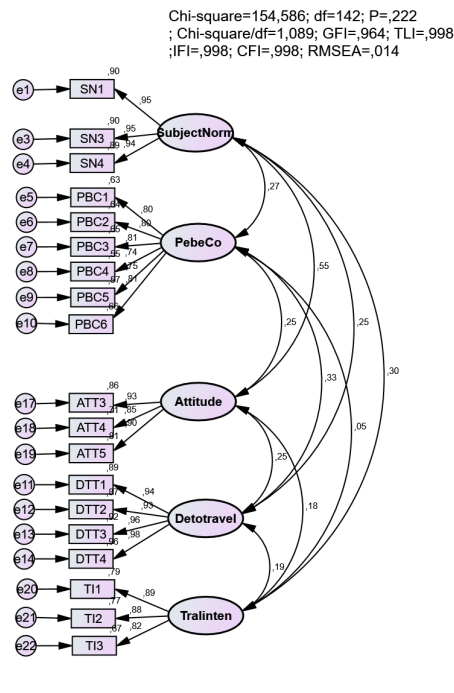 Chi-square=154,586; df=142; P=,222
; Chi-square/df=1,089; GFI=,964; TLI=,998
;IFI=,998; CFI=,998; RMSEA=,014
,90
e1 SN1
,95
,90
e3 SN3 ,95
SubjectNorm
,89
e4 SN4 ,94
,63
e5 PBC1
,27
,80
e6 PBC2 ,80
PebeCo
e7 PBC3 ,81
,74
,55
e8 PBC4
,75
,55
e9 PBC5 ,81
,67
e10 PBC6
,66
,25
,25
,33
,30
,05
,86
e17 ATT3 ,93
Attitude
e18 ATT4 ,85
,90
e19 ATT5
,81
,25
,89
e11 DTT1
,94
,18
,87
e12 DTT2 ,93
Detotravel
,92
e13 DTT3 ,96
,98
e14 DTT4
,96
,19
,79
e20 TI1
,89
,77
e21 TI2 ,88
Tralinten
,67
,82
e22 TI3